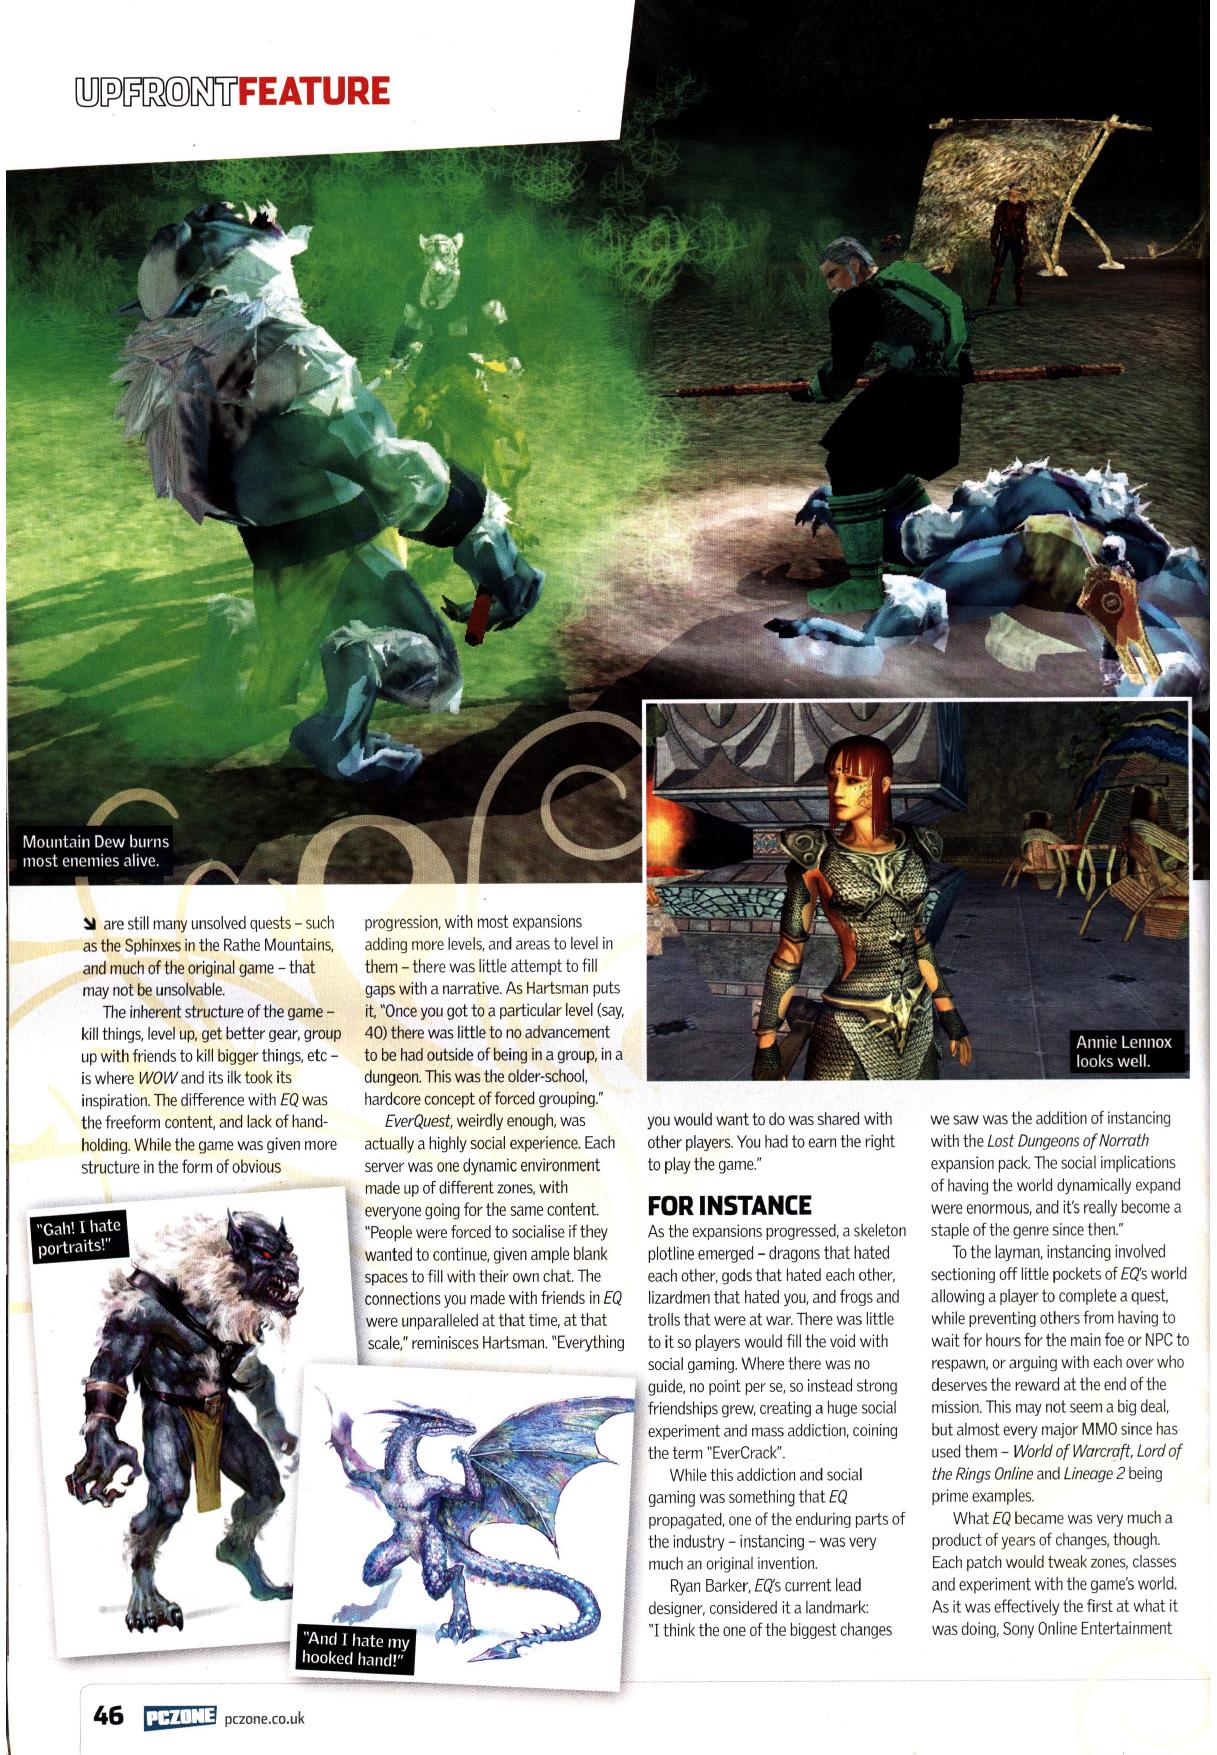 UPFRONTFEATURE
Mountain Dew burns
most enemies alive.
Annie Lennox
looks well.
are still many unsolved quests – such
as the Sphinxes in the Rathe Mountains,
and much of the original game – that
may not be unsolvable.
The inherent structure of the game –
kill things, level up, get better gear, group
up with friends to kill bigger things, etc –
is where WOW and its ilk took its
inspiration. The difference with EQ was
the freeform content, and lack of hand-
holding. While the game was given more
structure in the form of obvious
"Gah! I hate
portraits!"
"And I hate my
hooked hand!"
progression, with most expansions
adding more levels, and areas to level in
them – there was little attempt to fill
gaps with a narrative. As Hartsman puts
it, "Once you got to a particular level (say,
40) there was little to no advancement
to be had outside of being in a group, in a
dungeon. This was the older-school,
hardcore concept of forced grouping."
EverQuest, weirdly enough, was
actually a highly social experience. Each
server was one dynamic environment
made up of different zones, with
everyone going for the same content.
"People were forced to socialise if they
wanted to continue, given ample blank
spaces to fill with their own chat. The
connections you made with friends in EQ
were unparalleled at that time, at that
scale," reminisces Hartsman. "Everything
you would want to do was shared with
other players. You had to earn the right
to play the game."
FOR INSTANCE
As the expansions progressed, a skeleton
plotline emerged – dragons that hated
each other, gods that hated each other,
lizardmen that hated you, and frogs and
trolls that were at war. There was little
to it so players would fill the void with
social gaming. Where there was no
guide, no point per se, so instead strong
friendships grew, creating a huge social
experiment and mass addiction, coining
the term "EverCrack".
While this addiction and social
gaming was something that EQ
propagated, one of the enduring parts of
the industry – instancing – was very
much an original invention.
Ryan Barker, EQ's current lead
designer, considered it a landmark:
"I think the one of the biggest changes
we saw was the addition of instancing
with the Lost Dungeons of Norrath
expansion pack. The social implications
of having the world dynamically expand
were enormous, and it's really become a
staple of the genre since then."
To the layman, instancing involved
sectioning off little pockets of EQ's world
allowing a player to complete a quest,
while preventing others from having to
wait for hours for the main foe or NPC to
respawn, or arguing with each over who
deserves the reward at the end of the
mission. This may not seem a big deal,
but almost every major MMO since has
used them – World of Warcraft, Lord of
the Rings Online and Lineage 2 being
prime examples.
What EQ became was very much a
product of years of changes, though.
Each patch would tweak zones, classes
and experiment with the game's world.
As it was effectively the first at what it
was doing, Sony Online Entertainment
46 PCZONE pczone.co.uk